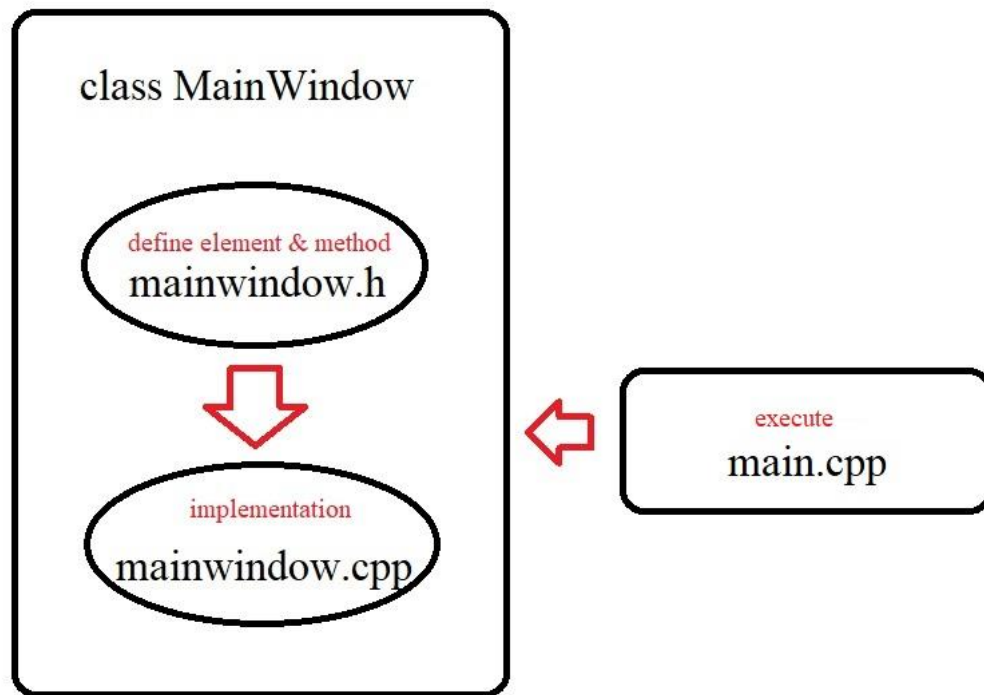 class MainWindow
define element & method
mainwindow.h
implementation
mainwindow.cpp
execute
main.cpp